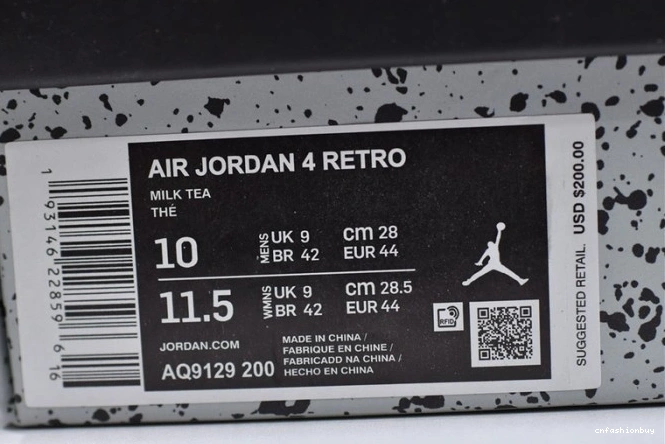 AIR JORDAN 4 RETRO
MILK TEA
THÉ
10
MENS
UK 9
BR 42
cm 28
EUR 44
11.5
WMNS
UK 9
BR 42
cm 28.5
EUR 44
JORDAN.COM
AQ9129 200
MADE IN CHINA /
FABRIQUE EN CHINE /
FABRICADO NA CHINA /
HECHO EN CHINA
RFID
1 93146 22859 6 16
SUGGESTED RETAIL. USD $200.00
cnfashionbuy